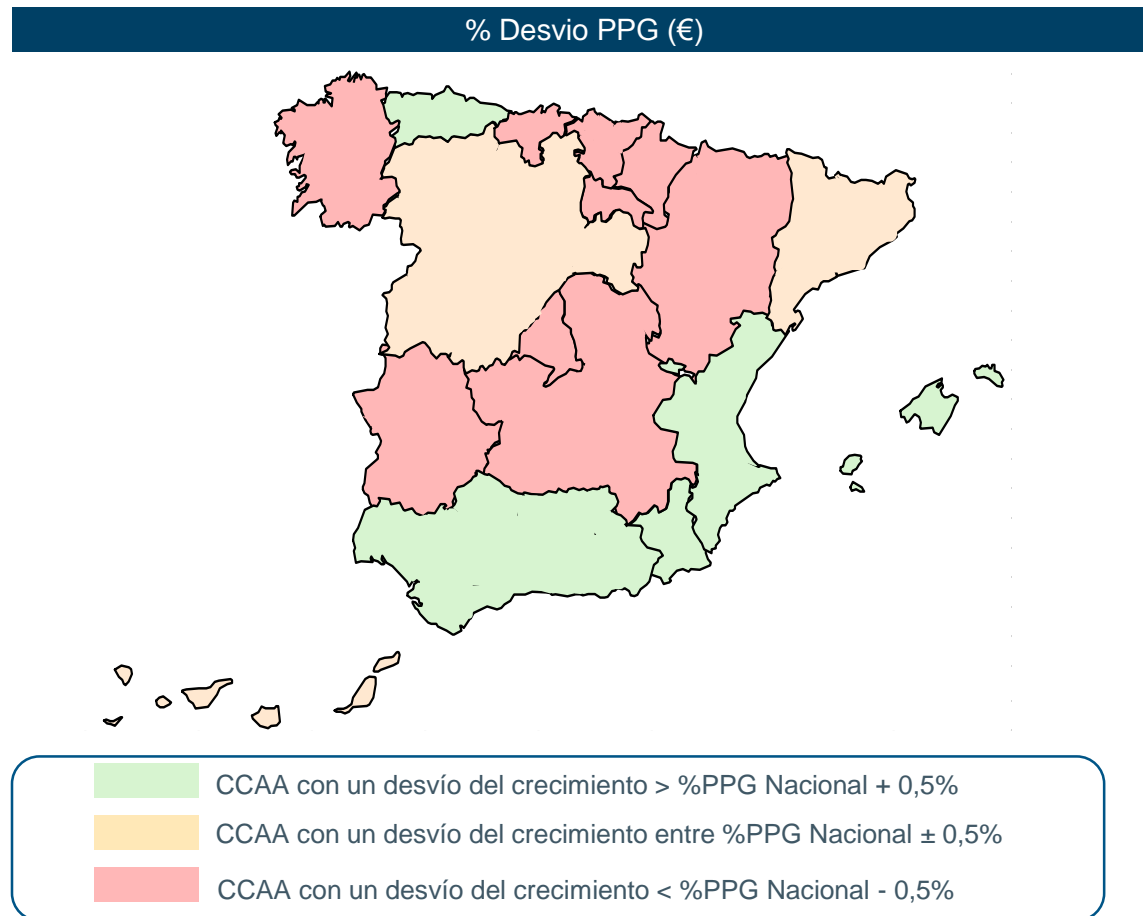 % Desvio PPG (€)
CCAA con un desvío del crecimiento > %PPG Nacional + 0,5%
CCAA con un desvío del crecimiento entre %PPG Nacional ± 0,5%
CCAA con un desvío del crecimiento < %PPG Nacional - 0,5%